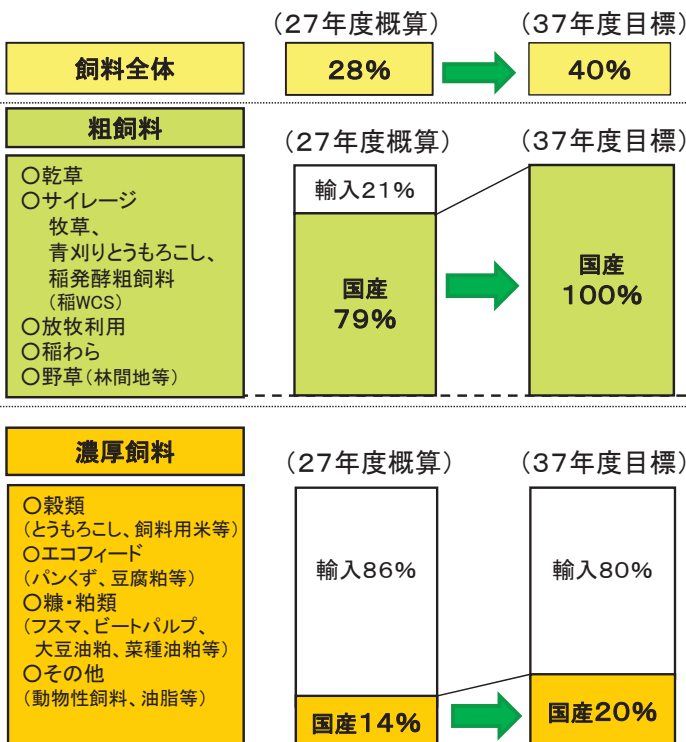 （27年度概算）　（37年度目標）
飼料全体　28%　40%
粗飼料
（27年度概算）　（37年度目標）
○乾草
○サイレージ
牧草、
青刈りとうもろこし、
稲発酵粗飼料
（稲WCS）
○放牧利用
○稲わら
○野草（林間地等）
輸入21%
国産
79%
国産
100%
濃厚飼料
（27年度概算）　（37年度目標）
○穀類
（とうもろこし、飼料用米等）
○エコフィード
（パンくず、豆腐粕等）
○糠・粕類
（フスマ、ビートパルプ、
大豆油粕、菜種油粕等）
○その他
（動物性飼料、油脂等）
輸入86%　輸入80%
国産14%　国産20%